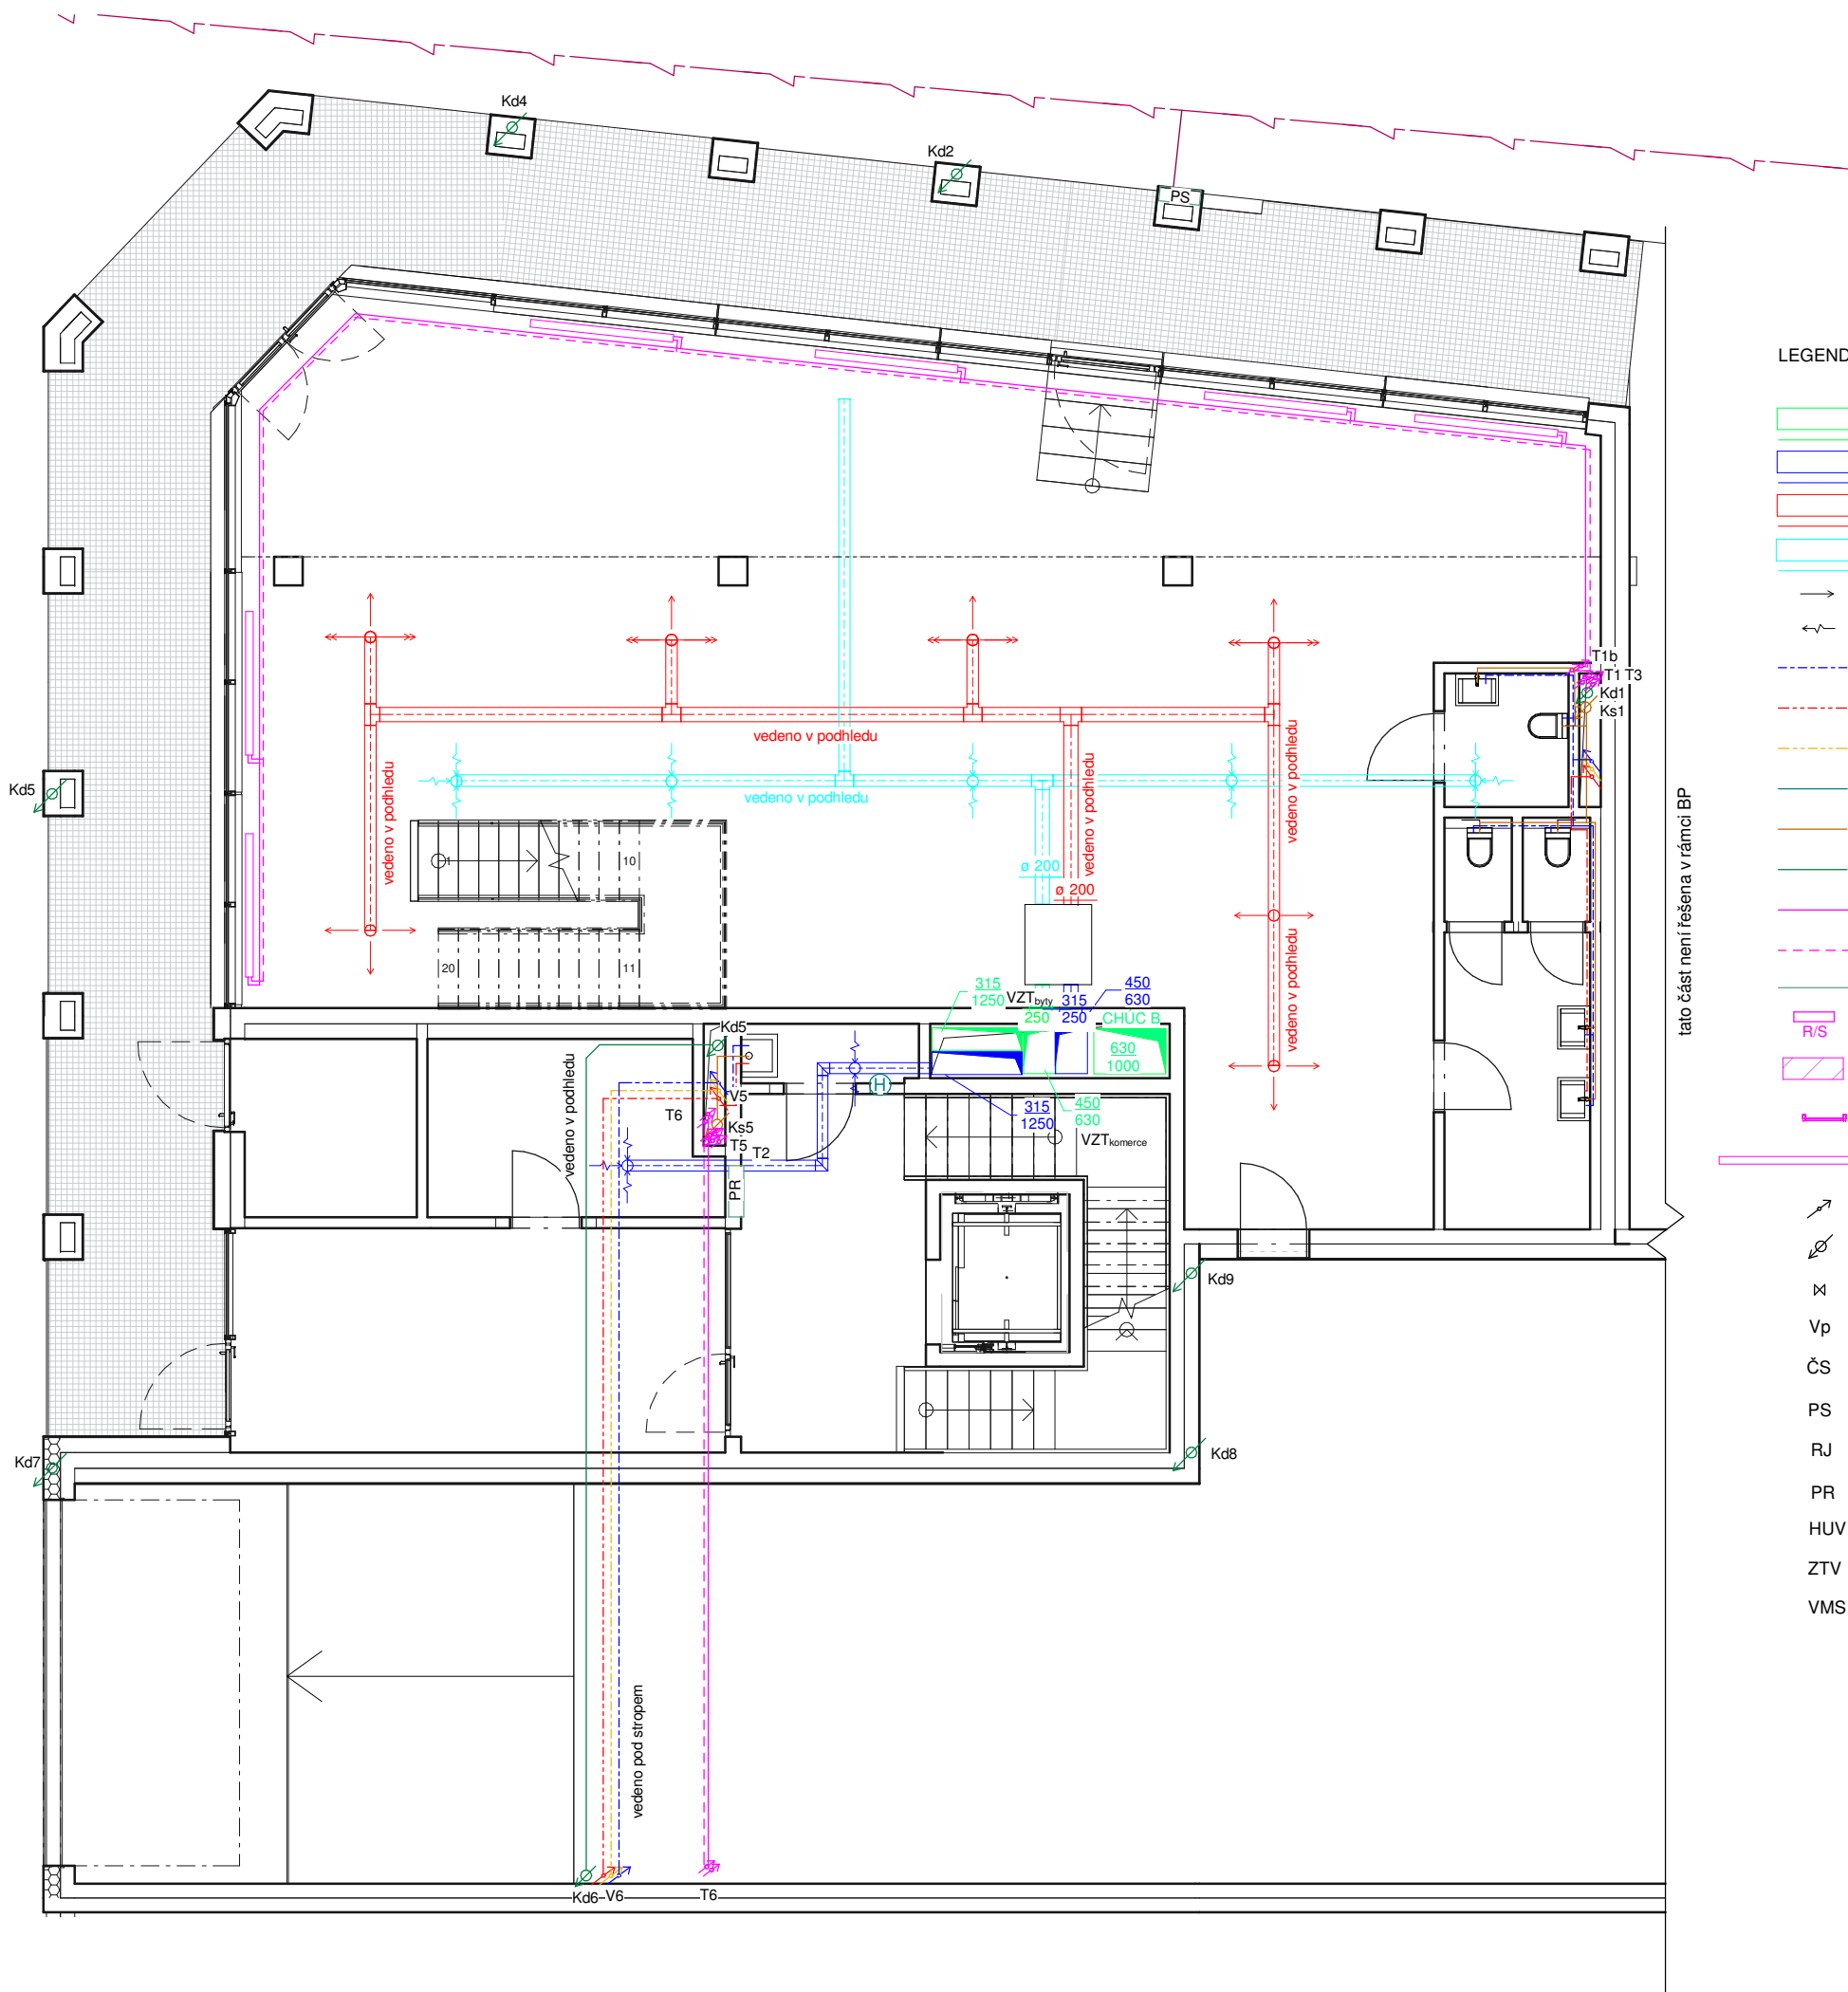 Kd4
Kd2
PS
LEGEND
T1b
T1 T3
Kd1
Ks1
vedeno v podhledu
vedeno v podhledu
vedeno v podhledu
vedeno v podhledu
vedeno v podhledu
Kd5
tato část není řešena v rámci BP
1
10
ø 200
ø 200
20
11
vedeno v podhledu
315
1250
VZTbyty
250
315
250
450
630
CHÚC B
630
1000
R/S
Kd5
vedeno v podhledu
H
V5
T6
Ks5
T5
T2
PR
315
1250
450
630
VZTkomerce
Kd9
Kd8
Kd7
Vp
ČS
PS
RJ
PR
HUV
ZTV
VMS
vedeno pod stropem
Kd6
V6
T6